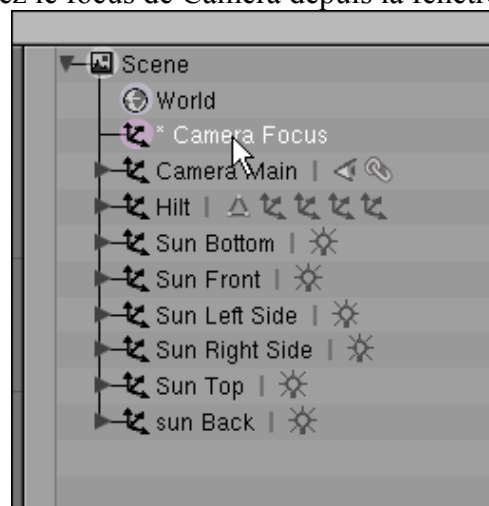 ez le focus de Camera depuis la fenêtr
Scene
World
* Camera Focus
Camera Main |
Hilt |
Sun Bottom |
Sun Front |
Sun Left Side |
Sun Right Side |
Sun Top |
sun Back |